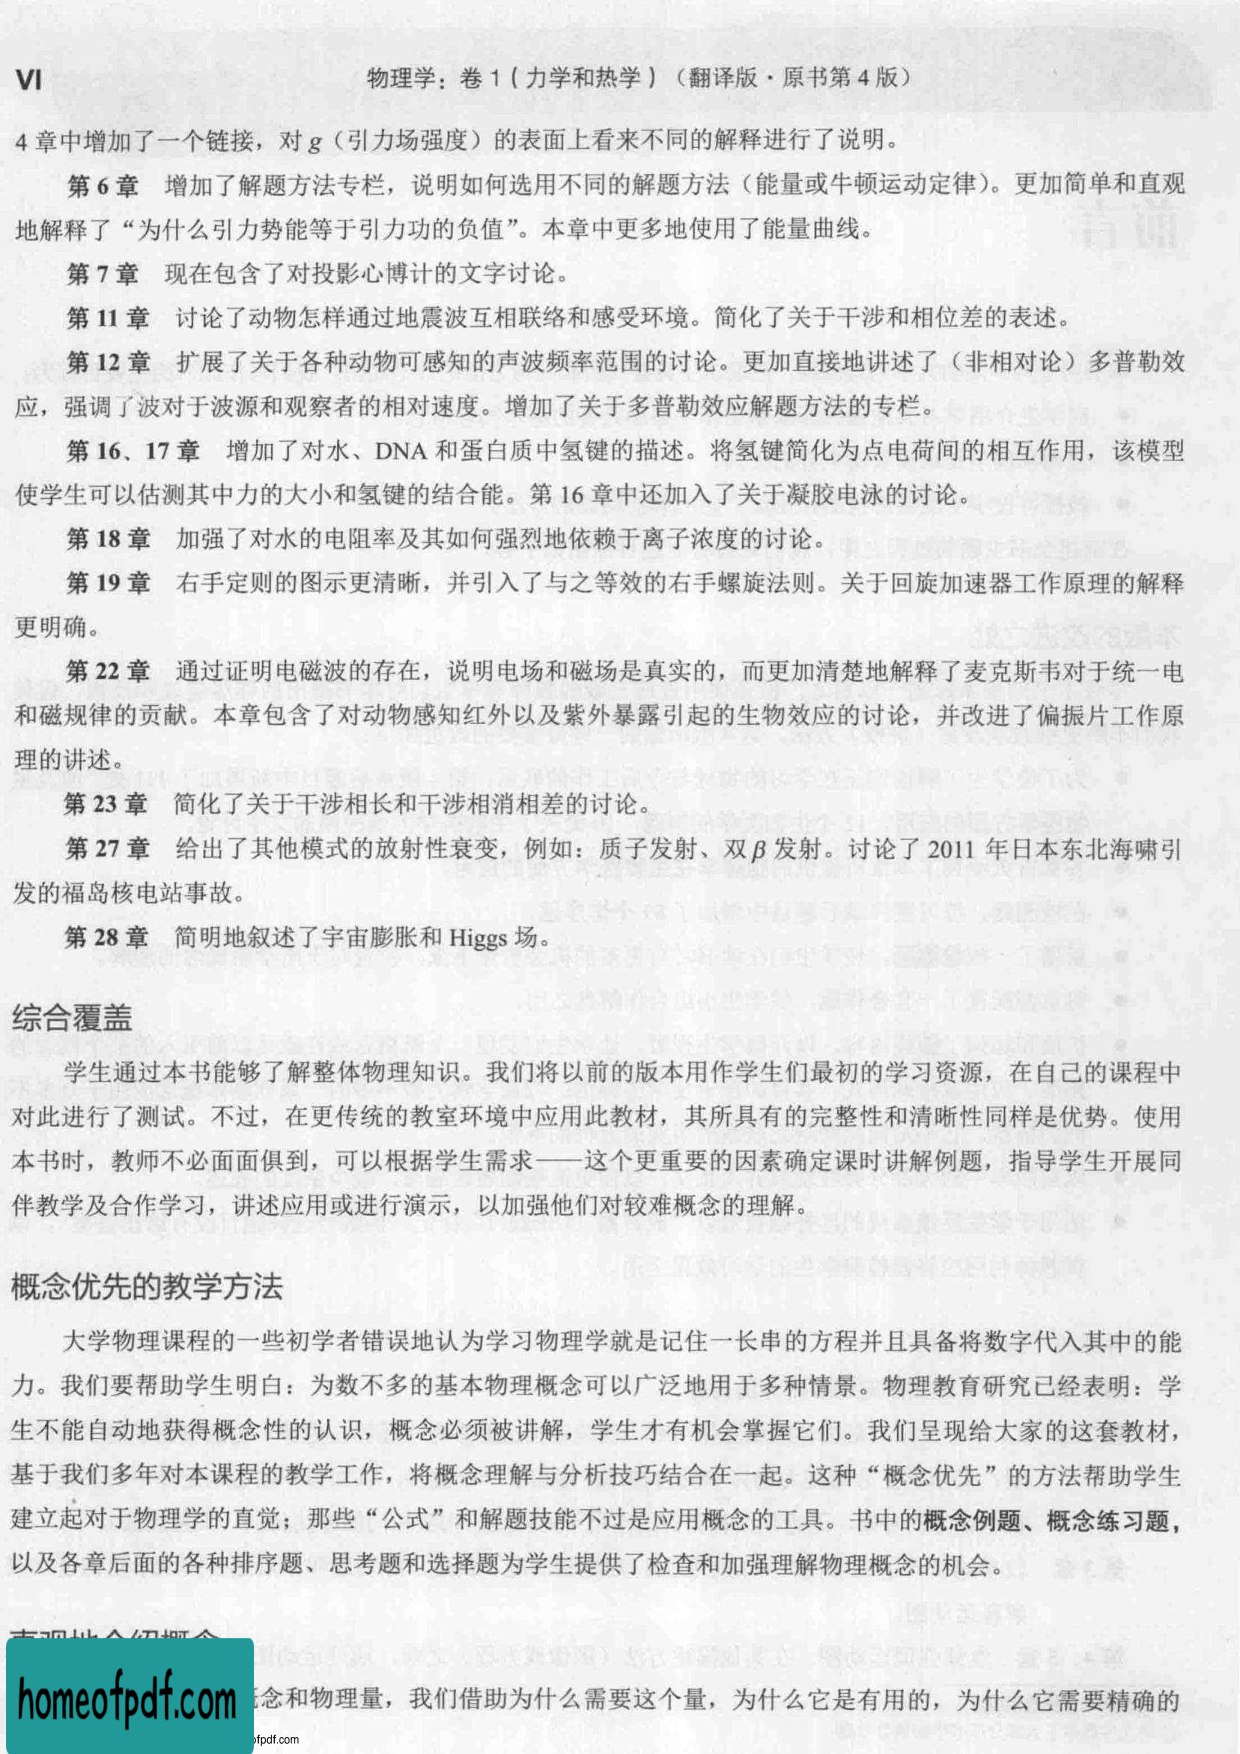 VI 物理学：卷 1（力学和热学）（翻译版·原书第 4 版）
4 章中增加了一个链接，对 g（引力场强度）的表面上看来不同的解释进行了说明。
第 6 章 增加了解题方法专栏，说明如何选用不同的解题方法（能量或牛顿运动定律）。更加简单和直观
地解释了“为什么引力势能等于引力功的负值”。本章中更多地使用了能量曲线。
第 7 章 现在包含了对投影心博计的文字讨论。
第 11 章 讨论了动物怎样通过地震波互相联络和感受环境。简化了关于干涉和相位差的表述。
第 12 章 扩展了关于各种动物可感知的声波频率范围的讨论。更加直接地讲述了（非相对论）多普勒效
应，强调了波对于波源和观察者的相对速度。增加了关于多普勒效应解题方法的专栏。
第 16、17 章 增加了对水、DNA 和蛋白质中氢键的描述。将氢键简化为点电荷间的相互作用，该模型
使学生可以估测其中力的大小和氢键的结合能。第 16 章中还加入了关于凝胶电泳的讨论。
第 18 章 加强了对水的电阻率及其如何强烈地依赖于离子浓度的讨论。
第 19 章 右手定则的图示更清晰，并引入了与之等效的右手螺旋法则。关于回旋加速器工作原理的解释
更明确。
第 22 章 通过证明电磁波的存在，说明电场和磁场是真实的，而更加清楚地解释了麦克斯韦对于统一电
和磁规律的贡献。本章包含了对动物感知红外以及紫外暴露引起的生物效应的讨论，并改进了偏振片工作原
理的讲述。
第 23 章 简化了关于干涉相长和干涉相消相差的讨论。
第 27 章 给出了其他模式的放射性衰变，例如：质子发射、双 β 发射。讨论了 2011 年日本东北海啸引
发的福岛核电站事故。
第 28 章 简明地叙述了宇宙膨胀和 Higgs 场。
综合覆盖
学生通过本书能够了解整体物理知识。我们将以前的版本用作学生们最初的学习资源，在自己的课程中
对此进行了测试。不过，在更传统的教室环境中应用此教材，其所具有的完整性和清晰性同样是优势。使用
本书时，教师不必面面俱到，可以根据学生需求——这个更重要的因素确定课时讲解例题，指导学生开展同
伴教学及合作学习，讲述应用或进行演示，以加强他们对较难概念的理解。
概念优先的教学方法
大学物理课程的一些初学者错误地认为学习物理学就是记住一长串的方程并且具备将数字代入其中的能
力。我们要帮助学生明白：为数不多的基本物理概念可以广泛地用于多种情景。物理教育研究已经表明：学
生不能自动地获得概念性的认识，概念必须被讲解，学生才有机会掌握它们。我们呈现给大家的这套教材，
基于我们多年对本课程的教学工作，将概念理解与分析技巧结合在一起。这种“概念优先”的方法帮助学生
建立起对于物理学的直觉；那些“公式”和解题技能不过是应用概念的工具。书中的概念例题、概念练习题，
以及各章后面的各种排序题、思考题和选择题为学生提供了检查和加强理解物理概念的机会。
念和物理量，我们借助为什么需要这个量，为什么它是有用的，为什么它需要精确的
homeofpdf.com
ofpdf.com